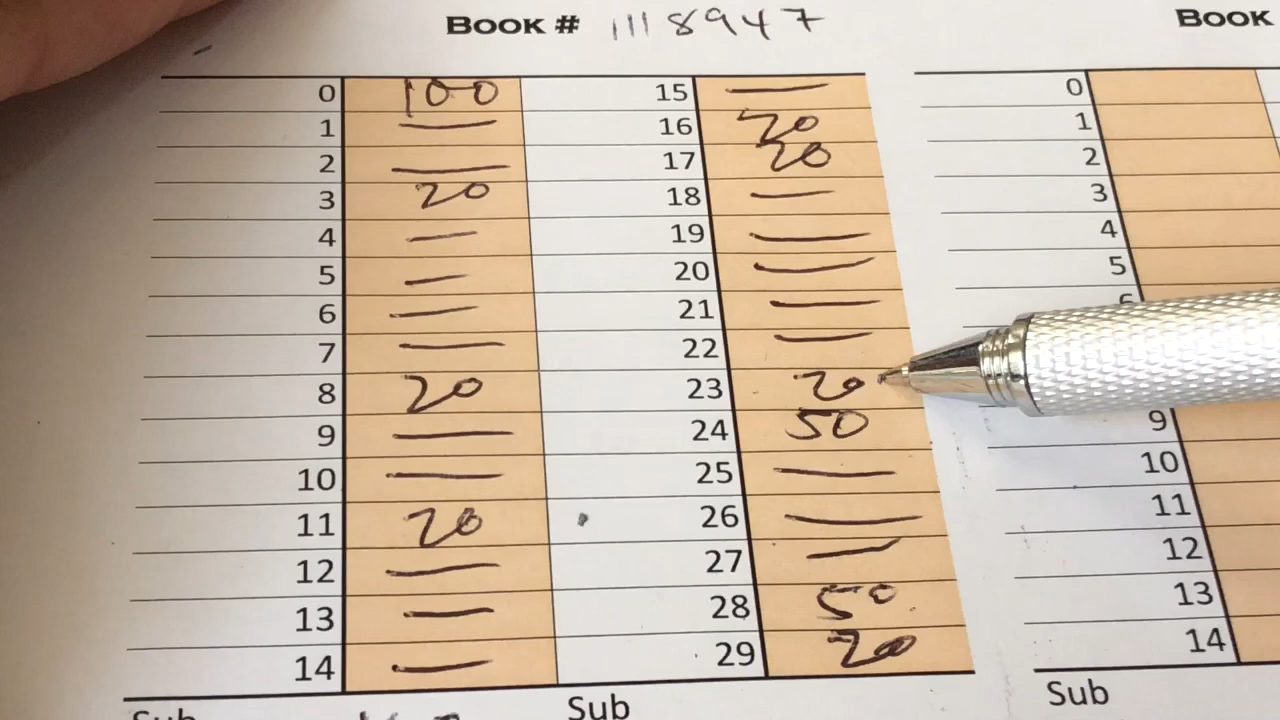 BOOK # 1118947 BOOK
0 100 15 — 0
1 — 16 20 1
2 — 17 20 2
3 20 18 — 3
4 — 19 — 4
5 — 20 — 5
6 — 21 — 6
7 — 22 —
8 20 23 20
9 — 24 50 9
10 — 25 — 10
11 20 26 — 11
12 — 27 — 12
13 — 28 50 13
14 — 29 20 14
Sub Sub Sub